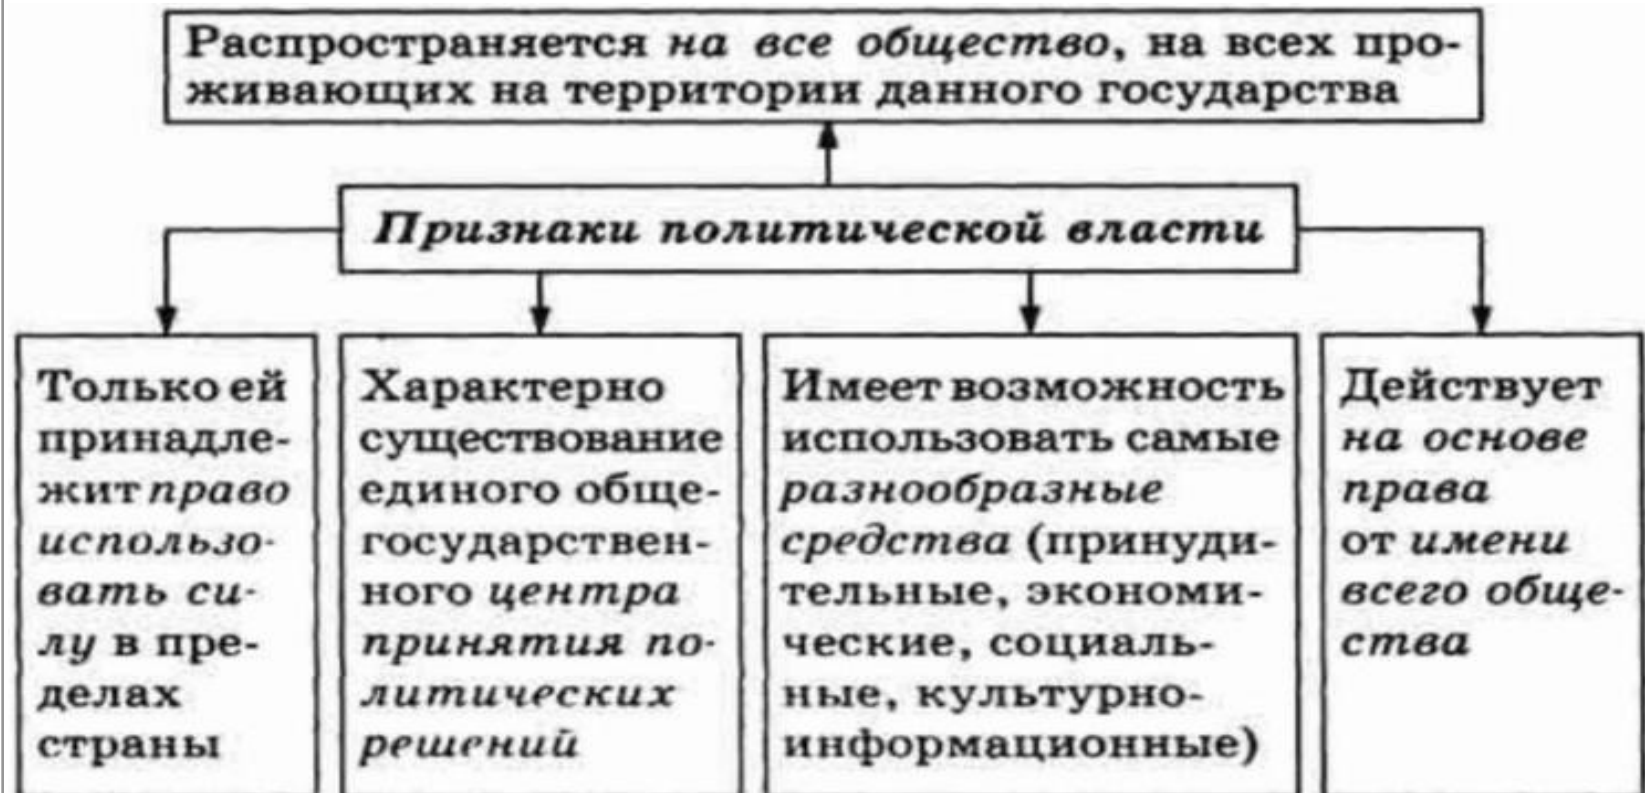 Распространяется на все общество, на всех про-
живающих на территории данного государства
Признаки политической власти
Только ей
принадле-
жит право
использо-
вать си-
лу в пре-
делах
страны
Характерно
существование
единого обще-
государствен-
ного центра
принятия по-
литических
решений
Имеет возможность
использовать самые
разнообразные
средства (принуди-
тельные, экономи-
ческие, социаль-
ные, культурно-
информационные)
Действует
на основе
права
от имени
всего обще-
ства